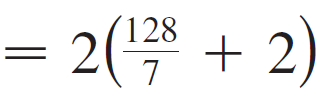 = 2(128/7 + 2)